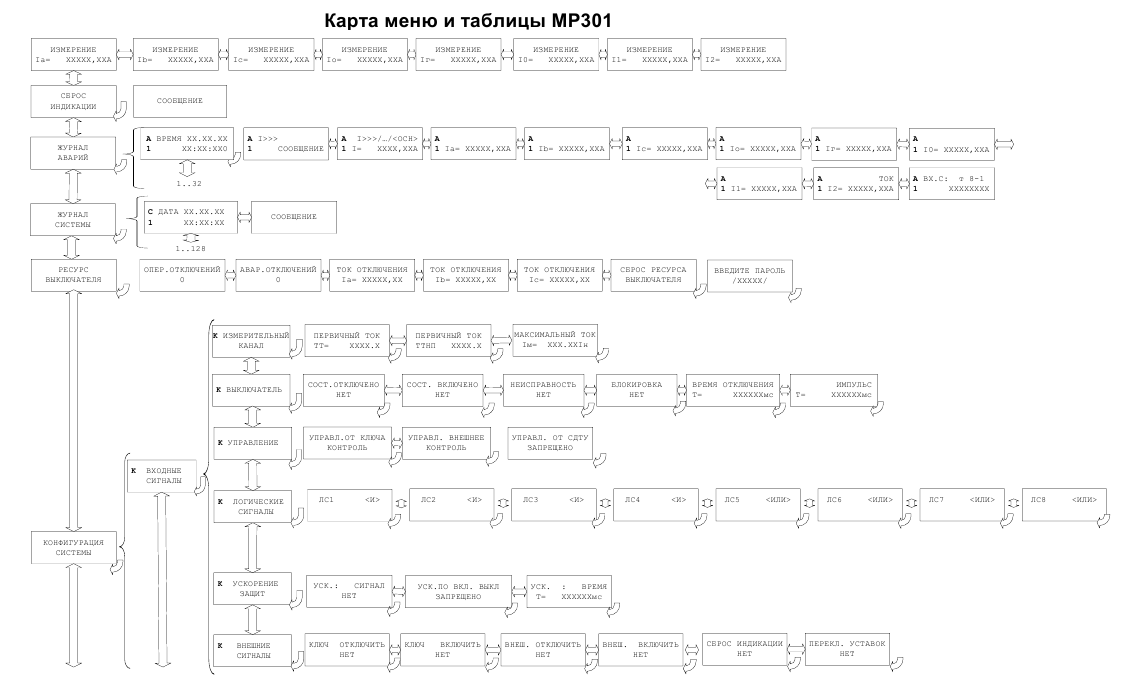 Карта меню и таблицы МР301
ИЗМЕРЕНИЕ
Ia= XXXXX,XXA
ИЗМЕРЕНИЕ
Ib= XXXXX,XXA
ИЗМЕРЕНИЕ
Ic= XXXXX,XXA
ИЗМЕРЕНИЕ
Io= XXXXX,XXA
ИЗМЕРЕНИЕ
Ir= XXXXX,XXA
ИЗМЕРЕНИЕ
I0= XXXXX,XXA
ИЗМЕРЕНИЕ
I1= XXXXX,XXA
ИЗМЕРЕНИЕ
I2= XXXXX,XXA
СБРОС
ИНДИКАЦИИ
СООБЩЕНИЕ
ЖУРНАЛ
АВАРИЙ
А ВРЕМЯ XX.XX.XX
1 XX:XX:XX0
1..32
А I>>>
1 СООБЩЕНИЕ
А I>>>/…/<ОСН>
1 I= XXXX,XXA
А
1 Ia= XXXXX,XXA
А
1 Ib= XXXXX,XXA
А
1 Ic= XXXXX,XXA
А
1 Io= XXXXX,XXA
А
1 Ir= XXXXX,XXA
А
1 I0= XXXXX,XXA
А
1 I1= XXXXX,XXA
А ТОК
1 I2= XXXXX,XXA
А ВХ.С: т 8-1
1 XXXXXXXX
ЖУРНАЛ
СИСТЕМЫ
С ДАТА XX.XX.XX
1 XX:XX:XX
1..128
СООБЩЕНИЕ
РЕСУРС
ВЫКЛЮЧАТЕЛЯ
ОПЕР.ОТКЛЮЧЕНИЙ
0
АВАР.ОТКЛЮЧЕНИЙ
0
ТОК ОТКЛЮЧЕНИЯ
Ia= XXXXX,XX
ТОК ОТКЛЮЧЕНИЯ
Ib= XXXXX,XX
ТОК ОТКЛЮЧЕНИЯ
Ic= XXXXX,XX
СБРОС РЕСУРСА
ВЫКЛЮЧАТЕЛЯ
ВВЕДИТЕ ПАРОЛЬ
/XXXXX/
К ИЗМЕРИТЕЛЬНЫЙ
КАНАЛ
ПЕРВИЧНЫЙ ТОК
ТТ= XXXX.X
ПЕРВИЧНЫЙ ТОК
ТТНП XXXX.X
МАКСИМАЛЬНЫЙ ТОК
Iм= XXX.XXIн
К ВЫКЛЮЧАТЕЛЬ
СОСТ.ОТКЛЮЧЕНО
НЕТ
СОСТ. ВКЛЮЧЕНО
НЕТ
НЕИСПРАВНОСТЬ
НЕТ
БЛОКИРОВКА
НЕТ
ВРЕМЯ ОТКЛЮЧЕНИЯ
Т= XXXXXXмс
ИМПУЛЬС
Т= XXXXXXмс
К УПРАВЛЕНИЕ
УПРАВЛ.ОТ КЛЮЧА
КОНТРОЛЬ
УПРАВЛ. ВНЕШНЕЕ
КОНТРОЛЬ
УПРАВЛ. ОТ СДТУ
ЗАПРЕЩЕНО
К ВХОДНЫЕ
СИГНАЛЫ
К ЛОГИЧЕСКИЕ
СИГНАЛЫ
ЛС1 <И>
ЛС2 <И>
ЛС3 <И>
ЛС4 <И>
ЛС5 <ИЛИ>
ЛС6 <ИЛИ>
ЛС7 <ИЛИ>
ЛС8 <ИЛИ>
КОНФИГУРАЦИЯ
СИСТЕМЫ
К УСКОРЕНИЕ
ЗАЩИТ
УСК.: СИГНАЛ
НЕТ
УСК.ПО ВКЛ. ВЫКЛ
ЗАПРЕЩЕНО
УСК. : ВРЕМЯ
Т= XXXXXXмс
К ВНЕШНИЕ
СИГНАЛЫ
КЛЮЧ ОТКЛЮЧИТЬ
НЕТ
КЛЮЧ ВКЛЮЧИТЬ
НЕТ
ВНЕШ. ОТКЛЮЧИТЬ
НЕТ
ВНЕШ. ВКЛЮЧИТЬ
НЕТ
СБРОС ИНДИКАЦИИ
НЕТ
ПЕРЕКЛ. УСТАВОК
НЕТ